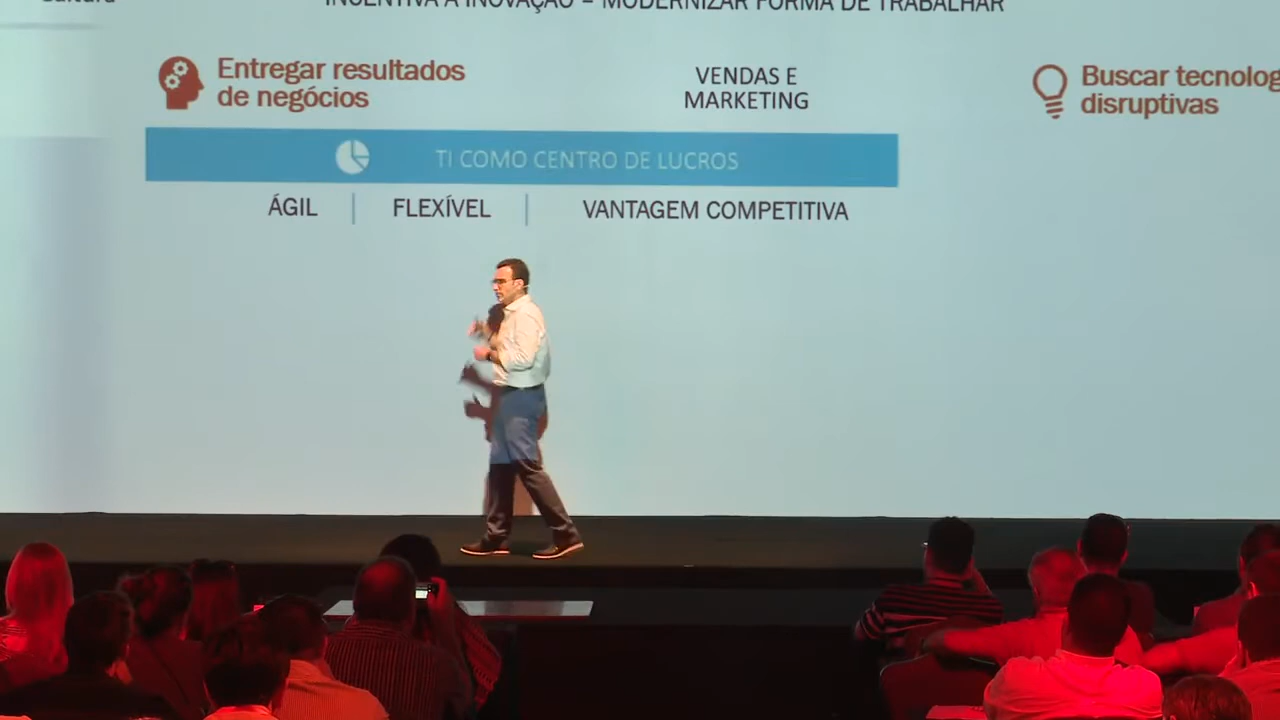 Cultura
INCENTIVA A INOVAÇÃO – MODERNIZAR FORMA DE TRABALHAR
Entregar resultados
de negócios
VENDAS E
MARKETING
Buscar tecnolog
disruptivas
TI COMO CENTRO DE LUCROS
ÁGIL
FLEXÍVEL
VANTAGEM COMPETITIVA